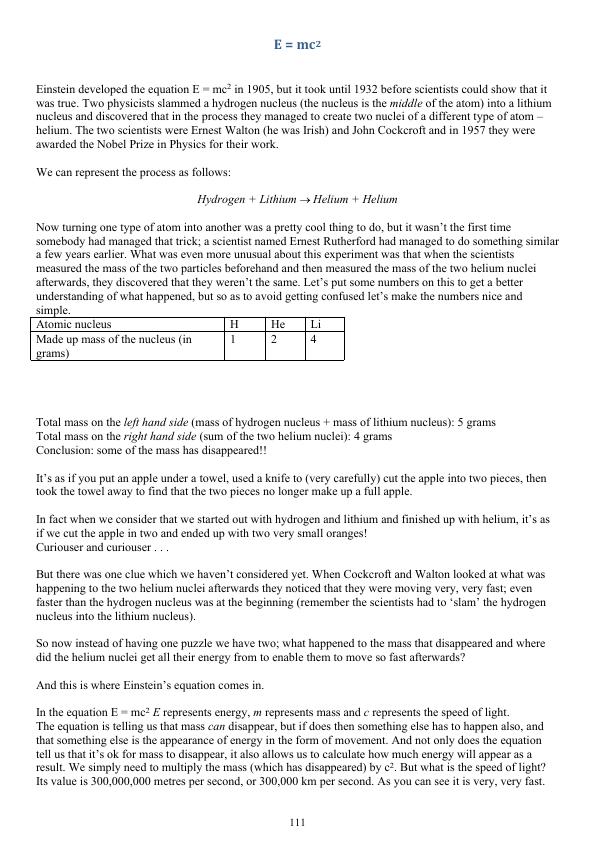 E = mc²
Einstein developed the equation E = mc² in 1905, but it took until 1932 before scientists could show that it
was true. Two physicists slammed a hydrogen nucleus (the nucleus is the middle of the atom) into a lithium
nucleus and discovered that in the process they managed to create two nuclei of a different type of atom –
helium. The two scientists were Ernest Walton (he was Irish) and John Cockcroft and in 1957 they were
awarded the Nobel Prize in Physics for their work.
We can represent the process as follows:
Hydrogen + Lithium → Helium + Helium
Now turning one type of atom into another was a pretty cool thing to do, but it wasn't the first time
somebody had managed that trick; a scientist named Ernest Rutherford had managed to do something similar
a few years earlier. What was even more unusual about this experiment was that when the scientists
measured the mass of the two particles beforehand and then measured the mass of the two helium nuclei
afterwards, they discovered that they weren't the same. Let's put some numbers on this to get a better
understanding of what happened, but so as to avoid getting confused let's make the numbers nice and
simple.
Atomic nucleus H He Li
Made up mass of the nucleus (in 1 2 4
grams)
Total mass on the left hand side (mass of hydrogen nucleus + mass of lithium nucleus): 5 grams
Total mass on the right hand side (sum of the two helium nuclei): 4 grams
Conclusion: some of the mass has disappeared!!
It's as if you put an apple under a towel, used a knife to (very carefully) cut the apple into two pieces, then
took the towel away to find that the two pieces no longer make up a full apple.
In fact when we consider that we started out with hydrogen and lithium and finished up with helium, it's as
if we cut the apple in two and ended up with two very small oranges!
Curiouser and curiouser . . .
But there was one clue which we haven't considered yet. When Cockcroft and Walton looked at what was
happening to the two helium nuclei afterwards they noticed that they were moving very, very fast; even
faster than the hydrogen nucleus was at the beginning (remember the scientists had to ‘slam’ the hydrogen
nucleus into the lithium nucleus).
So now instead of having one puzzle we have two; what happened to the mass that disappeared and where
did the helium nuclei get all their energy from to enable them to move so fast afterwards?
And this is where Einstein's equation comes in.
In the equation E = mc² E represents energy, m represents mass and c represents the speed of light.
The equation is telling us that mass can disappear, but if does then something else has to happen also, and
that something else is the appearance of energy in the form of movement. And not only does the equation
tell us that it's ok for mass to disappear, it also allows us to calculate how much energy will appear as a
result. We simply need to multiply the mass (which has disappeared) by c². But what is the speed of light?
Its value is 300,000,000 metres per second, or 300,000 km per second. As you can see it is very, very fast.
111